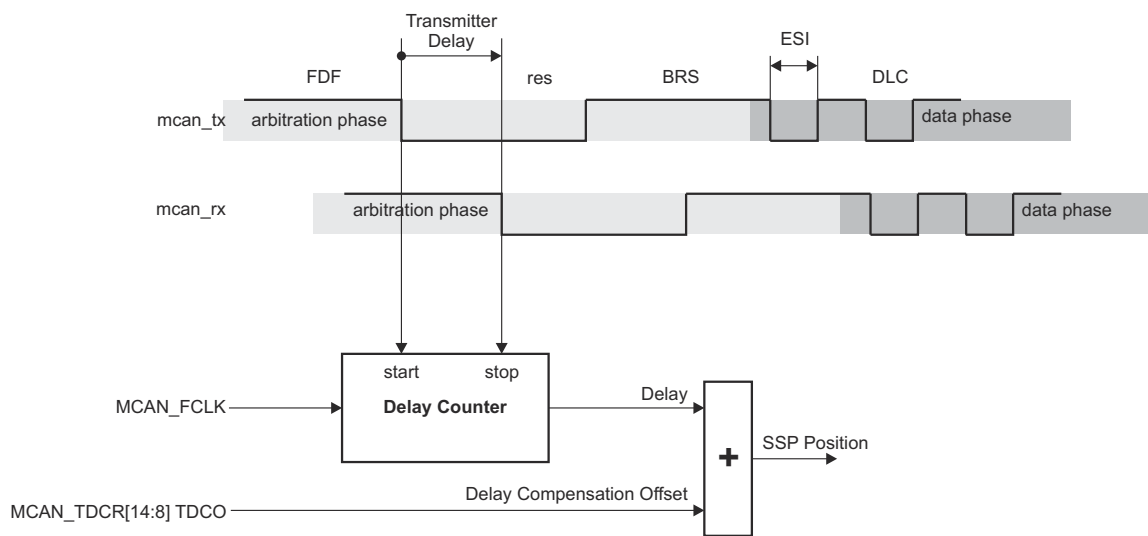 Transmitter
Delay
ESI
FDF
res
BRS
DLC
mcan_tx
arbitration phase
data phase
mcan_rx
arbitration phase
data phase
start
stop
MCAN_FCLK
Delay Counter
Delay
SSP Position
+
Delay Compensation Offset
MCAN_TDCR[14:8] TDCO